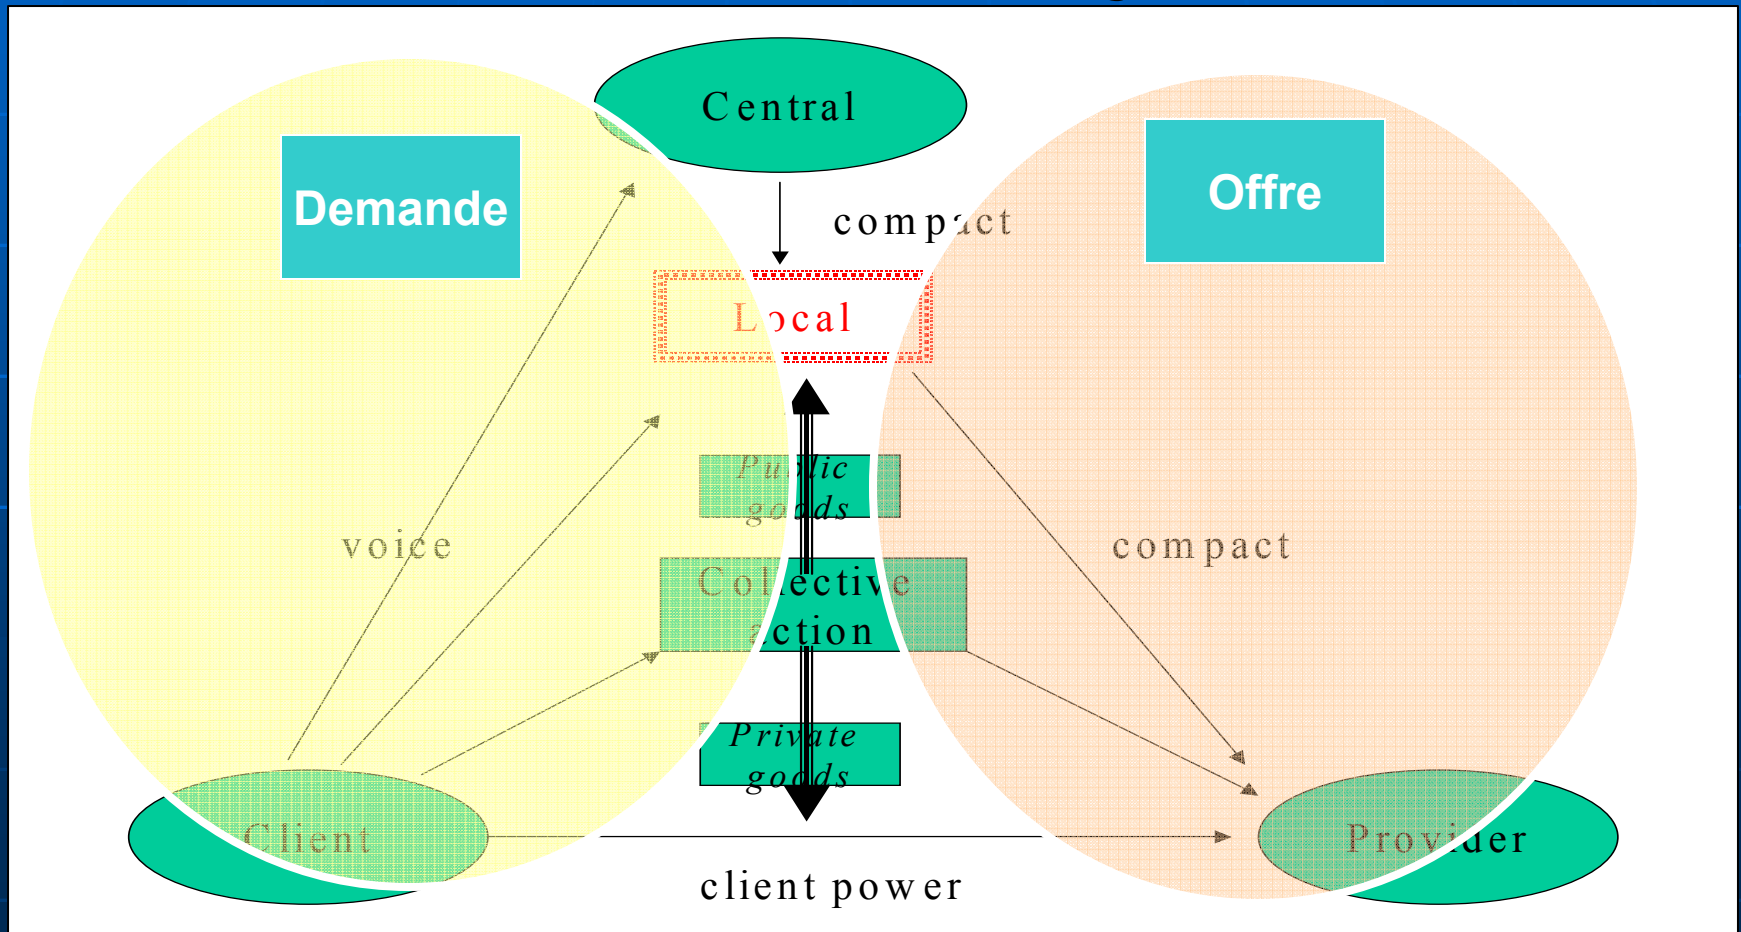 Central
Demande
Offre
compact
Local
Public
goods
voice
compact
Collective
action
Private
goods
Client
Provider
client power